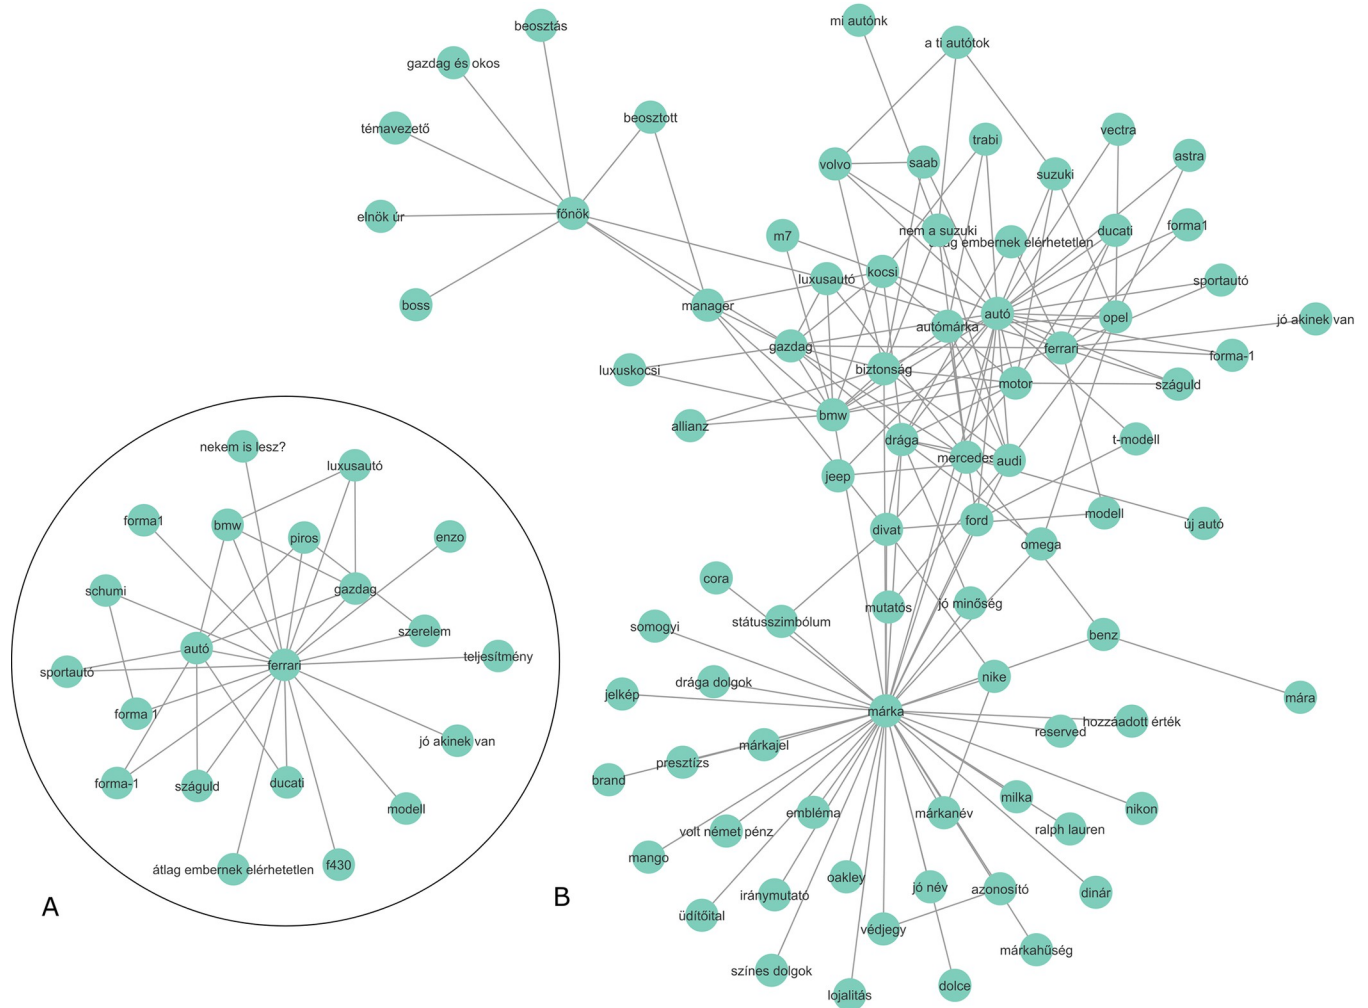 mi autónk
beosztás
a ti autótok
gazdag és okos
beosztott
témavezető
vectra
trabi
astra
volvo
saab
suzuki
elnök úr
főnök
forma1
m7
nem a suzuki
ducati
embernek elérhetetlen
kocsi
luxusautó
sportautó
boss
manager
autó
autómárka
opel
jó akinek van
gazdag
ferrari
forma-1
luxuskocsi
biztonság
motor
száguld
bmw
allianz
drága
t-modell
mercedes
audi
jeep
modell
új autó
divat
ford
omega
cora
mutatós
jó minőség
státusszimbólum
somogyi
benz
drága dolgok
nike
jelkép
mára
márka
hozzáadott érték
reserved
márkajel
presztízs
brand
milka
nikon
embléma
márkanév
volt német pénz
ralph lauren
mango
oakley
jó név
azonosító
dinár
iránymutató
üdítőital
védjegy
márkahűség
színes dolgok
dolce
lojalitás
B
nekem is lesz?
luxusautó
forma1
bmw
piros
enzo
schumi
gazdag
szerelem
autó
teljesítmény
sportautó
ferrari
forma 1
jó akinek van
forma-1
száguld
ducati
modell
átlag embernek elérhetetlen
f430
A